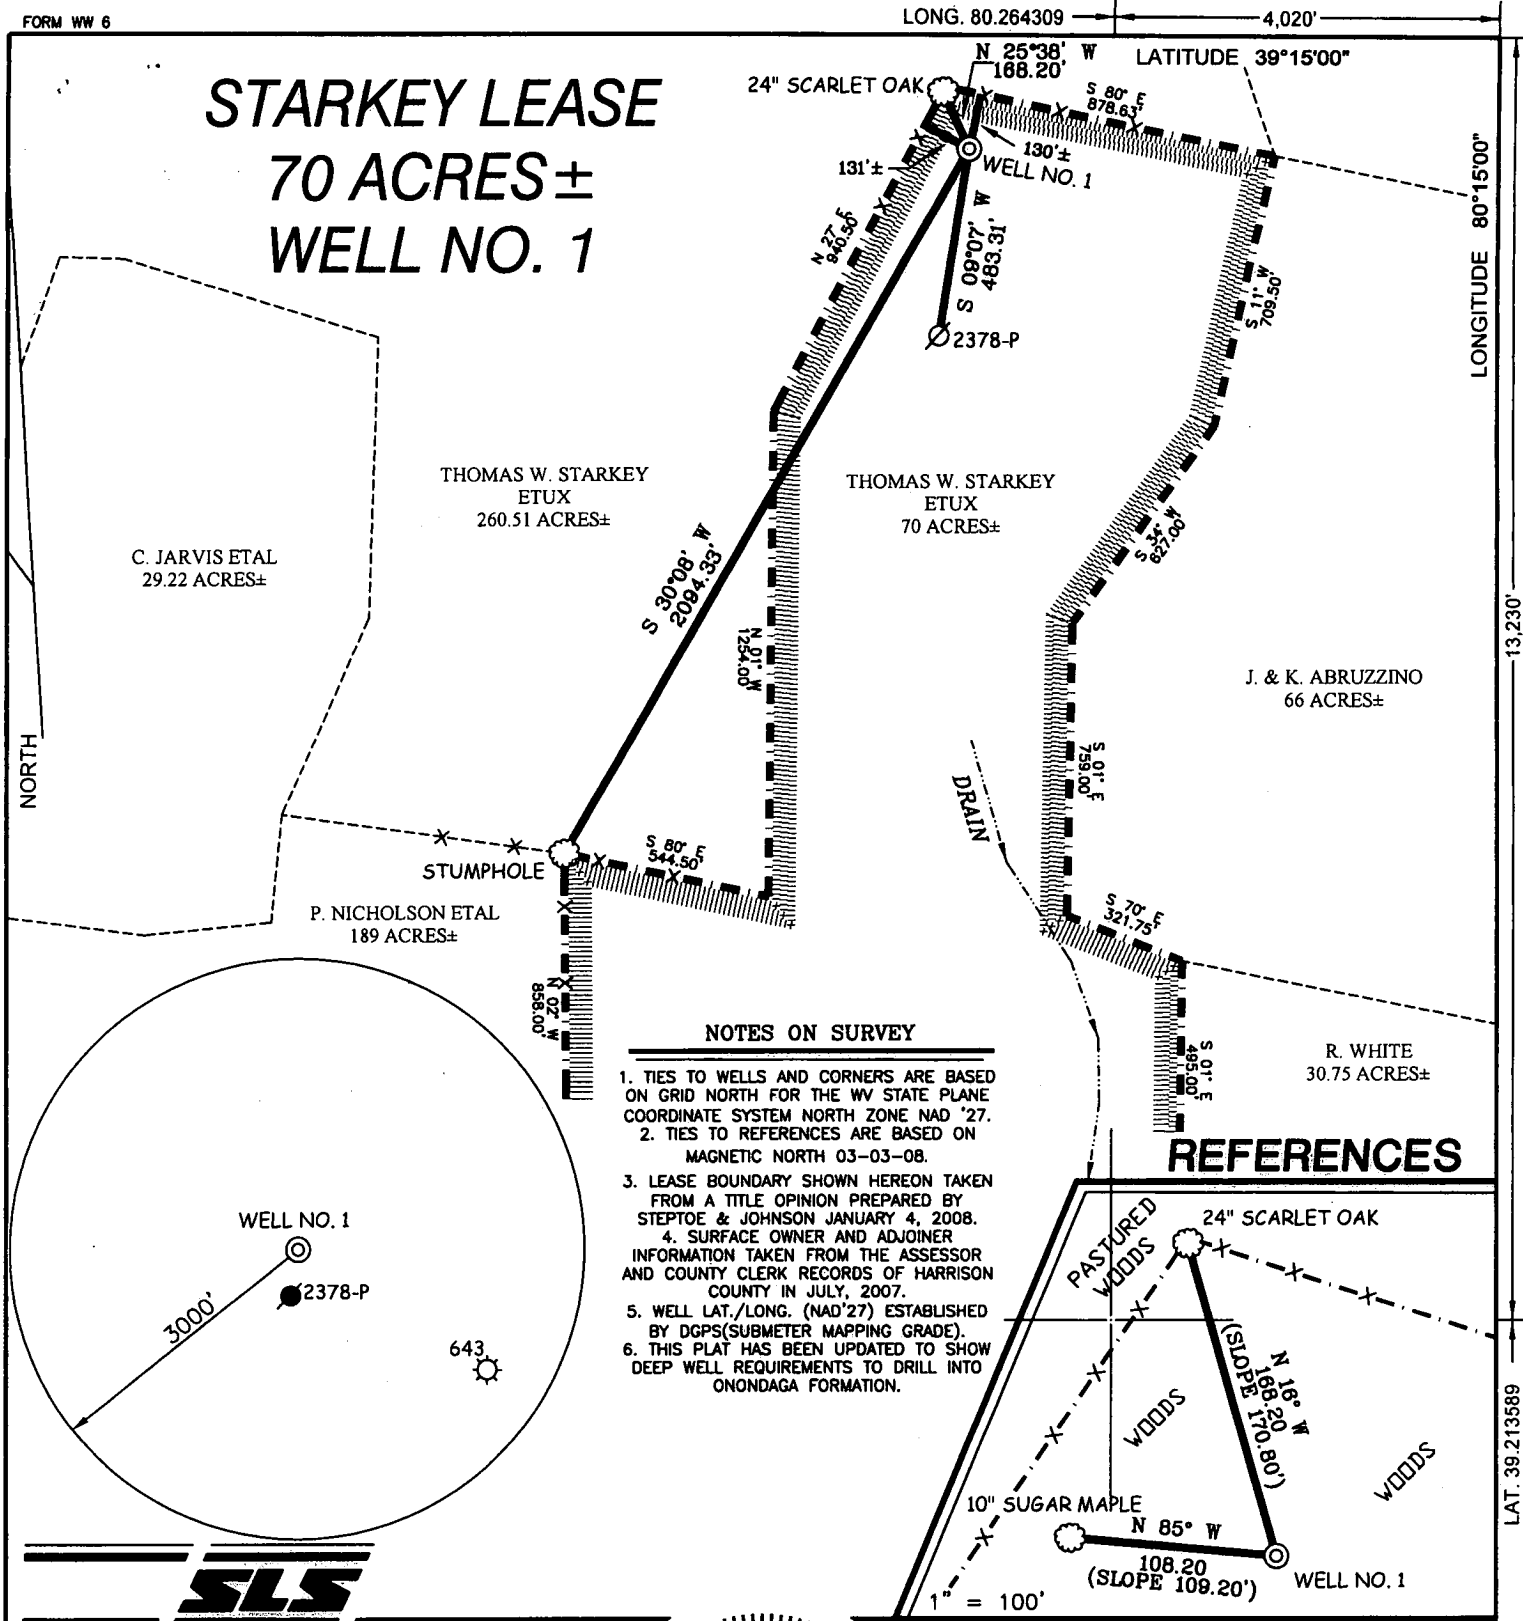 FORM WW 6
LONG. 80.264309
4,020'
STARKEY LEASE
70 ACRES±
WELL NO. 1
24" SCARLET OAK
N 25°38' W
168.20'
LATITUDE 39°15'00"
S 80° E
878.63'
LONGITUDE 80°15'00"
131'±
130'±
WELL NO. 1
N 27° E
940.50'
S 09°07' W
483.31'
2378-P
S 11° W
709.50'
THOMAS W. STARKEY
ETUX
260.51 ACRES±
THOMAS W. STARKEY
ETUX
70 ACRES±
C. JARVIS ETAL
29.22 ACRES±
S 30°08' W
2094.33'
S 34° W
627.00'
N 01° W
1254.00'
13,230'
J. & K. ABRUZZINO
66 ACRES±
NORTH
S 01° E
759.00'
DRAIN
STUMPHOLE
S 80° E
544.50'
P. NICHOLSON ETAL
189 ACRES±
S 70° E
321.75'
N 02° W
858.00'
S 01° E
495.00'
R. WHITE
30.75 ACRES±
NOTES ON SURVEY
1. TIES TO WELLS AND CORNERS ARE BASED
ON GRID NORTH FOR THE WV STATE PLANE
COORDINATE SYSTEM NORTH ZONE NAD '27.
2. TIES TO REFERENCES ARE BASED ON
MAGNETIC NORTH 03-03-08.
3. LEASE BOUNDARY SHOWN HEREON TAKEN
FROM A TITLE OPINION PREPARED BY
STEPTOE & JOHNSON JANUARY 4, 2008.
4. SURFACE OWNER AND ADJOINER
INFORMATION TAKEN FROM THE ASSESSOR
AND COUNTY CLERK RECORDS OF HARRISON
COUNTY IN JULY, 2007.
5. WELL LAT./LONG. (NAD'27) ESTABLISHED
BY DGPS(SUBMETER MAPPING GRADE).
6. THIS PLAT HAS BEEN UPDATED TO SHOW
DEEP WELL REQUIREMENTS TO DRILL INTO
ONONDAGA FORMATION.
WELL NO. 1
2378-P
3000'
643
REFERENCES
PASTURED
WOODS
24" SCARLET OAK
N 16° W
168.20
(SLOPE 170.80')
WOODS
WOODS
10" SUGAR MAPLE
N 85° W
108.20
(SLOPE 109.20')
WELL NO. 1
1" = 100'
LAT. 39.213589
SLS